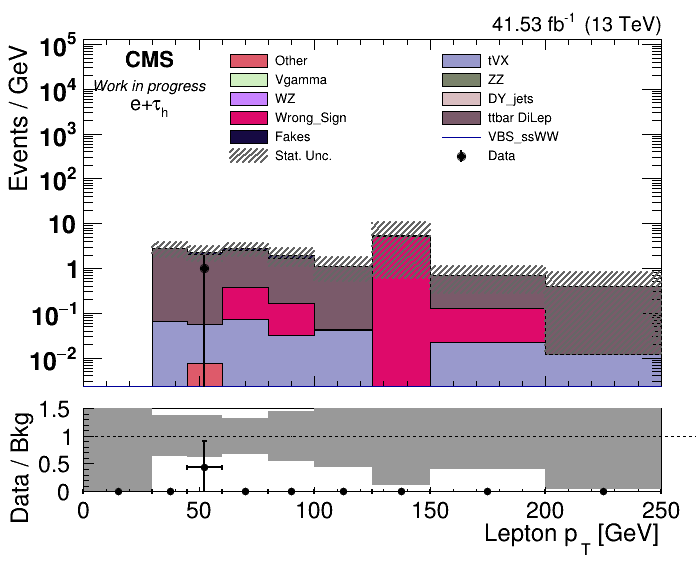 41.53 fb-1 (13 TeV)
CMS
Work in progress
e+τh
Other
Vgamma
WZ
Wrong_Sign
Fakes
Stat. Unc.
tVX
ZZ
DY_jets
ttbar DiLep
VBS_ssWW
Data
Events / GeV
10^5
10^4
10^3
10^2
10
1
10^-1
10^-2
Data / Bkg
1.5
1
0.5
0
0 50 100 150 200 250
Lepton pT [GeV]